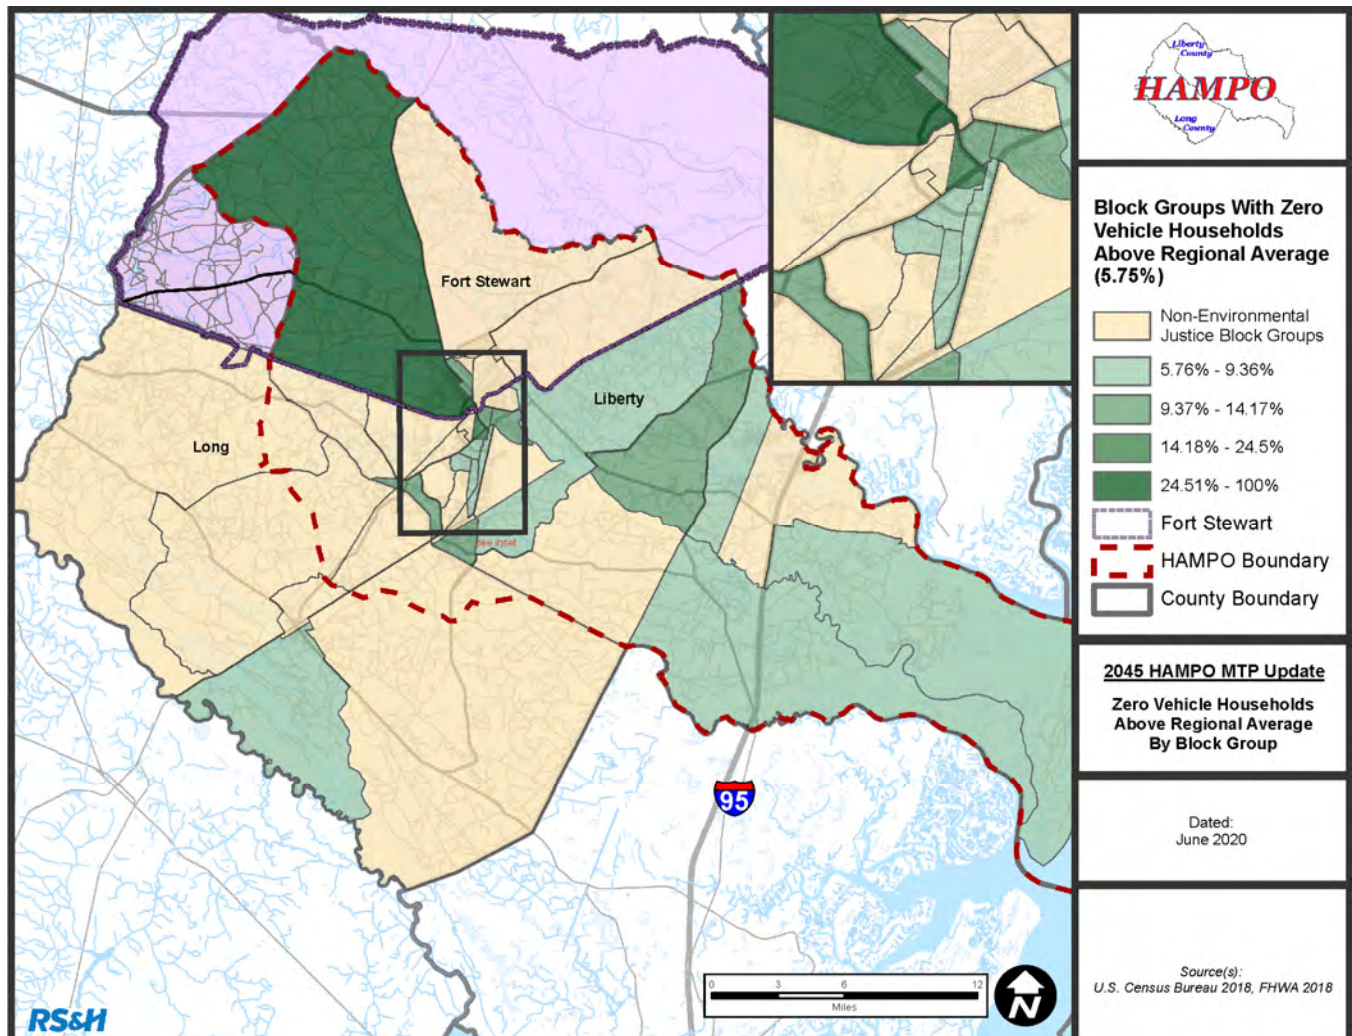 Fort Stewart
Liberty
Long
see inset
95
0 3 6 12
Miles
N
RS&H
Liberty
County
HAMPO
Long
County
Block Groups With Zero
Vehicle Households
Above Regional Average
(5.75%)
Non-Environmental
Justice Block Groups
5.76% - 9.36%
9.37% - 14.17%
14.18% - 24.5%
24.51% - 100%
Fort Stewart
HAMPO Boundary
County Boundary
2045 HAMPO MTP Update
Zero Vehicle Households
Above Regional Average
By Block Group
Dated:
June 2020
Source(s):
U.S. Census Bureau 2018, FHWA 2018